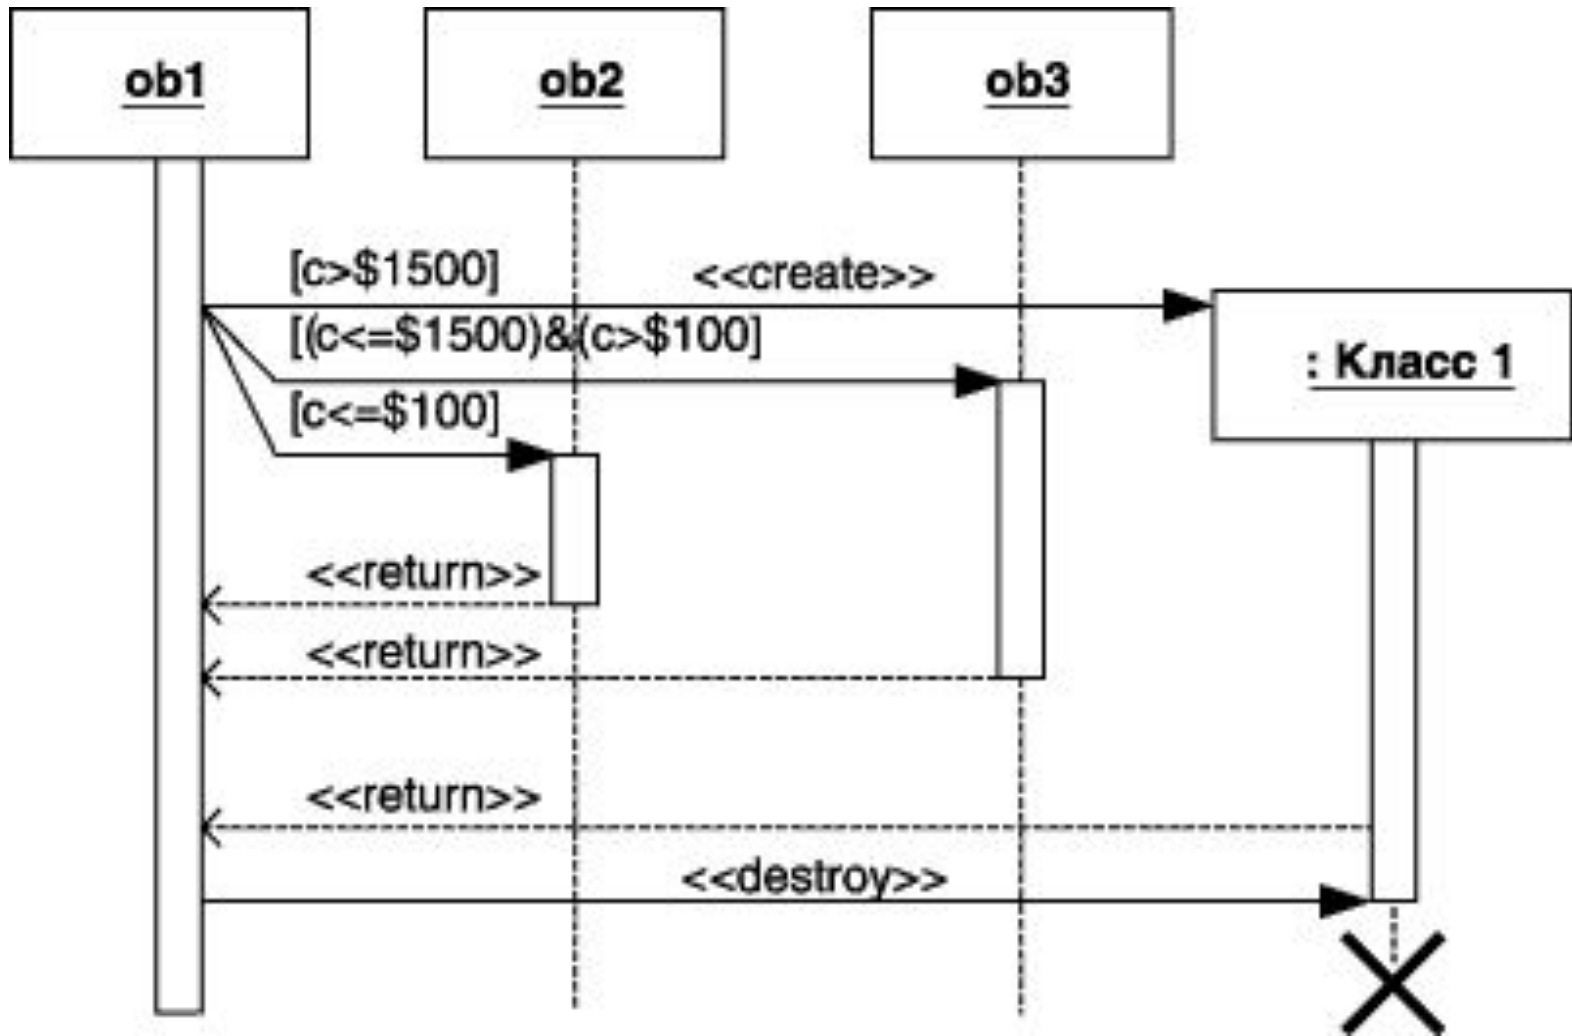 ob1
ob2
ob3
[c>$1500]
<<create>>
[(c<=$1500)&(c>$100]
: Класс 1
[c<=$100]
<<return>>
<<return>>
<<return>>
<<destroy>>